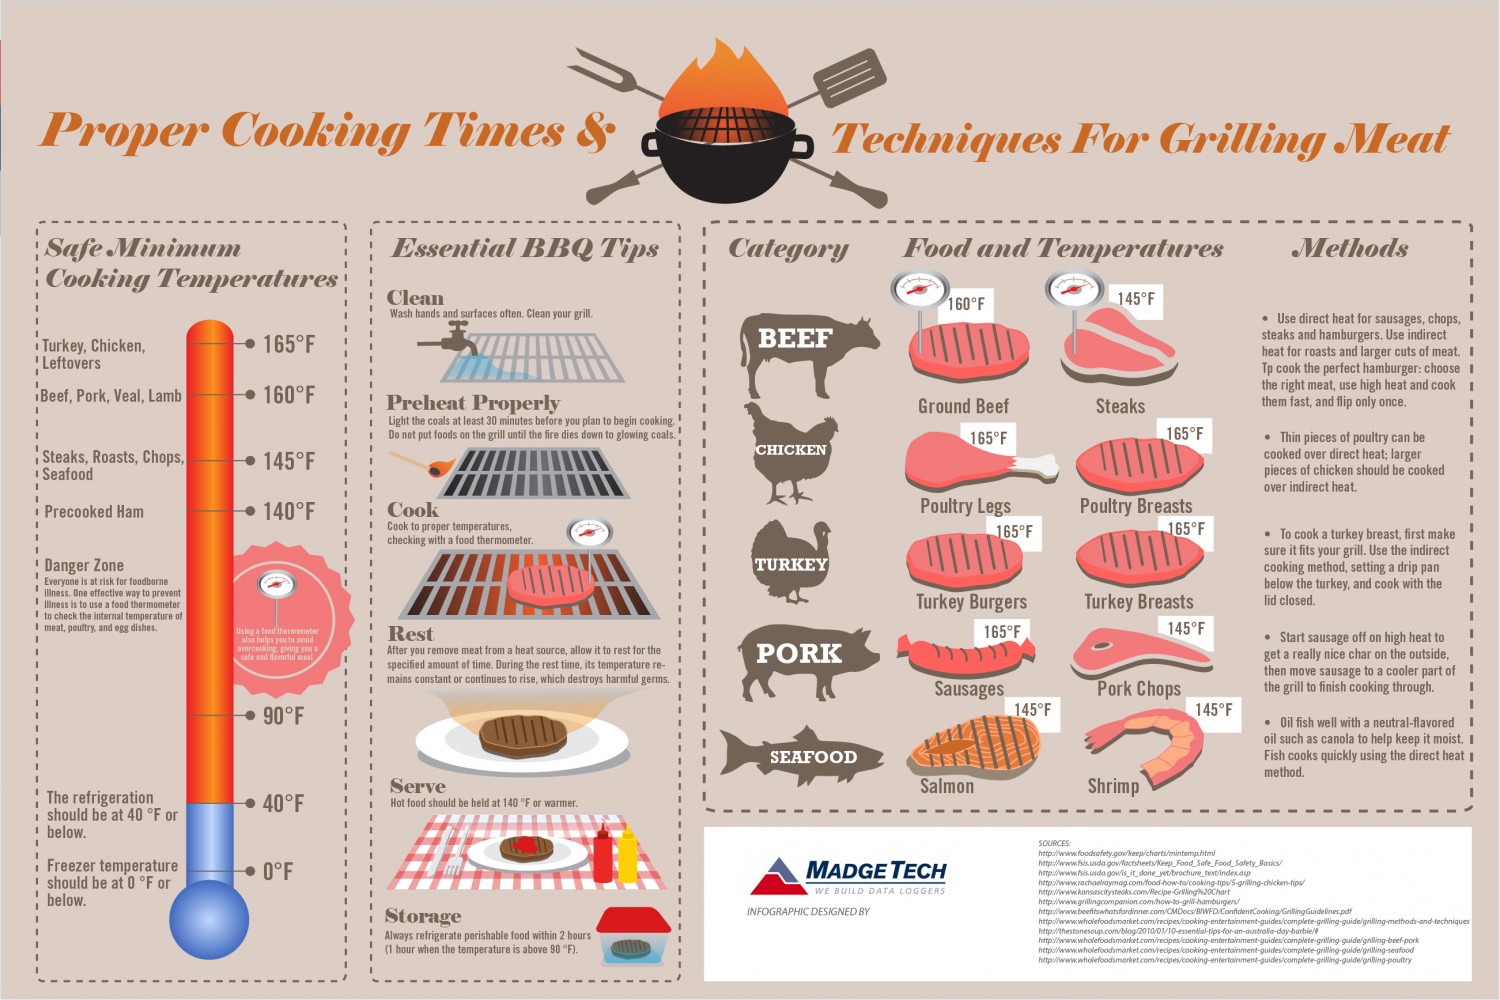 Proper Cooking Times &
Techniques For Grilling Meat
Safe Minimum
Cooking Temperatures
Turkey, Chicken,
Leftovers
165°F
Beef, Pork, Veal, Lamb
160°F
Steaks, Roasts, Chops,
Seafood
145°F
Precooked Ham
140°F
Danger Zone
Everyone is at risk for foodborne
illness. One effective way to prevent
illness is to use a food thermometer
to check the internal temperature of
meat, poultry, and egg dishes.
Using a food thermometer
also helps you to avoid
overcooking, giving you a
safe and flavorful meal.
90°F
The refrigeration
should be at 40 °F or
below.
40°F
Freezer temperature
should be at 0 °F or
below.
0°F
Essential BBQ Tips
Clean
Wash hands and surfaces often. Clean your grill.
Preheat Properly
Light the coals at least 30 minutes before you plan to begin cooking.
Do not put foods on the grill until the fire dies down to glowing coals.
Cook
Cook to proper temperatures,
checking with a food thermometer.
Rest
After you remove meat from a heat source, allow it to rest for the
specified amount of time. During the rest time, its temperature re-
mains constant or continues to rise, which destroys harmful germs.
Serve
Hot food should be held at 140 °F or warmer.
Storage
Always refrigerate perishable food within 2 hours
(1 hour when the temperature is above 90 °F).
Category
Food and Temperatures
Methods
BEEF
160°F
Ground Beef
145°F
Steaks
• Use direct heat for sausages, chops,
steaks and hamburgers. Use indirect
heat for roasts and larger cuts of meat.
Tp cook the perfect hamburger: choose
the right meat, use high heat and cook
them fast, and flip only once.
CHICKEN
165°F
Poultry Legs
165°F
Poultry Breasts
• Thin pieces of poultry can be
cooked over direct heat; larger
pieces of chicken should be cooked
over indirect heat.
TURKEY
165°F
Turkey Burgers
165°F
Turkey Breasts
• To cook a turkey breast, first make
sure it fits your grill. Use the indirect
cooking method, setting a drip pan
below the turkey, and cook with the
lid closed.
PORK
165°F
Sausages
145°F
Pork Chops
• Start sausage off on high heat to
get a really nice char on the outside,
then move sausage to a cooler part of
the grill to finish cooking through.
SEAFOOD
145°F
Salmon
145°F
Shrimp
• Oil fish well with a neutral-flavored
oil such as canola to help keep it moist.
Fish cooks quickly using the direct heat
method.
MADGETECH
WE BUILD DATA LOGGERS
INFOGRAPHIC DESIGNED BY
SOURCES:
http://www.foodsafety.gov/keep/charts/mintemp.html
http://www.fsis.usda.gov/factsheets/Keep_Food_Safe_Food_Safety_Basics/
http://www.fsis.usda.gov/is_it_done_yet/brochure_text/index.asp
http://www.rachaelraymag.com/food-how-to/cooking-tips/5-grilling-chicken-tips/
http://www.kansascitysteaks.com/Recipe-Grilling%20Chart
http://www.grillingcompanion.com/how-to-grill-hamburgers/
http://www.beefitswhatsfordinner.com/CMDocs/BIWFD/ConfidentCooking/GrillingGuidelines.pdf
http://www.wholefoodsmarket.com/recipes/cooking-entertainment-guides/complete-grilling-guide/grilling-methods-and-techniques
http://thestonesoup.com/blog/2010/01/10-essential-tips-for-an-australia-day-barbie/#
http://www.wholefoodsmarket.com/recipes/cooking-entertainment-guides/complete-grilling-guide/grilling-beef-pork
http://www.wholefoodsmarket.com/recipes/cooking-entertainment-guides/complete-grilling-guide/grilling-seafood
http://www.wholefoodsmarket.com/recipes/cooking-entertainment-guides/complete-grilling-guide/grilling-poultry